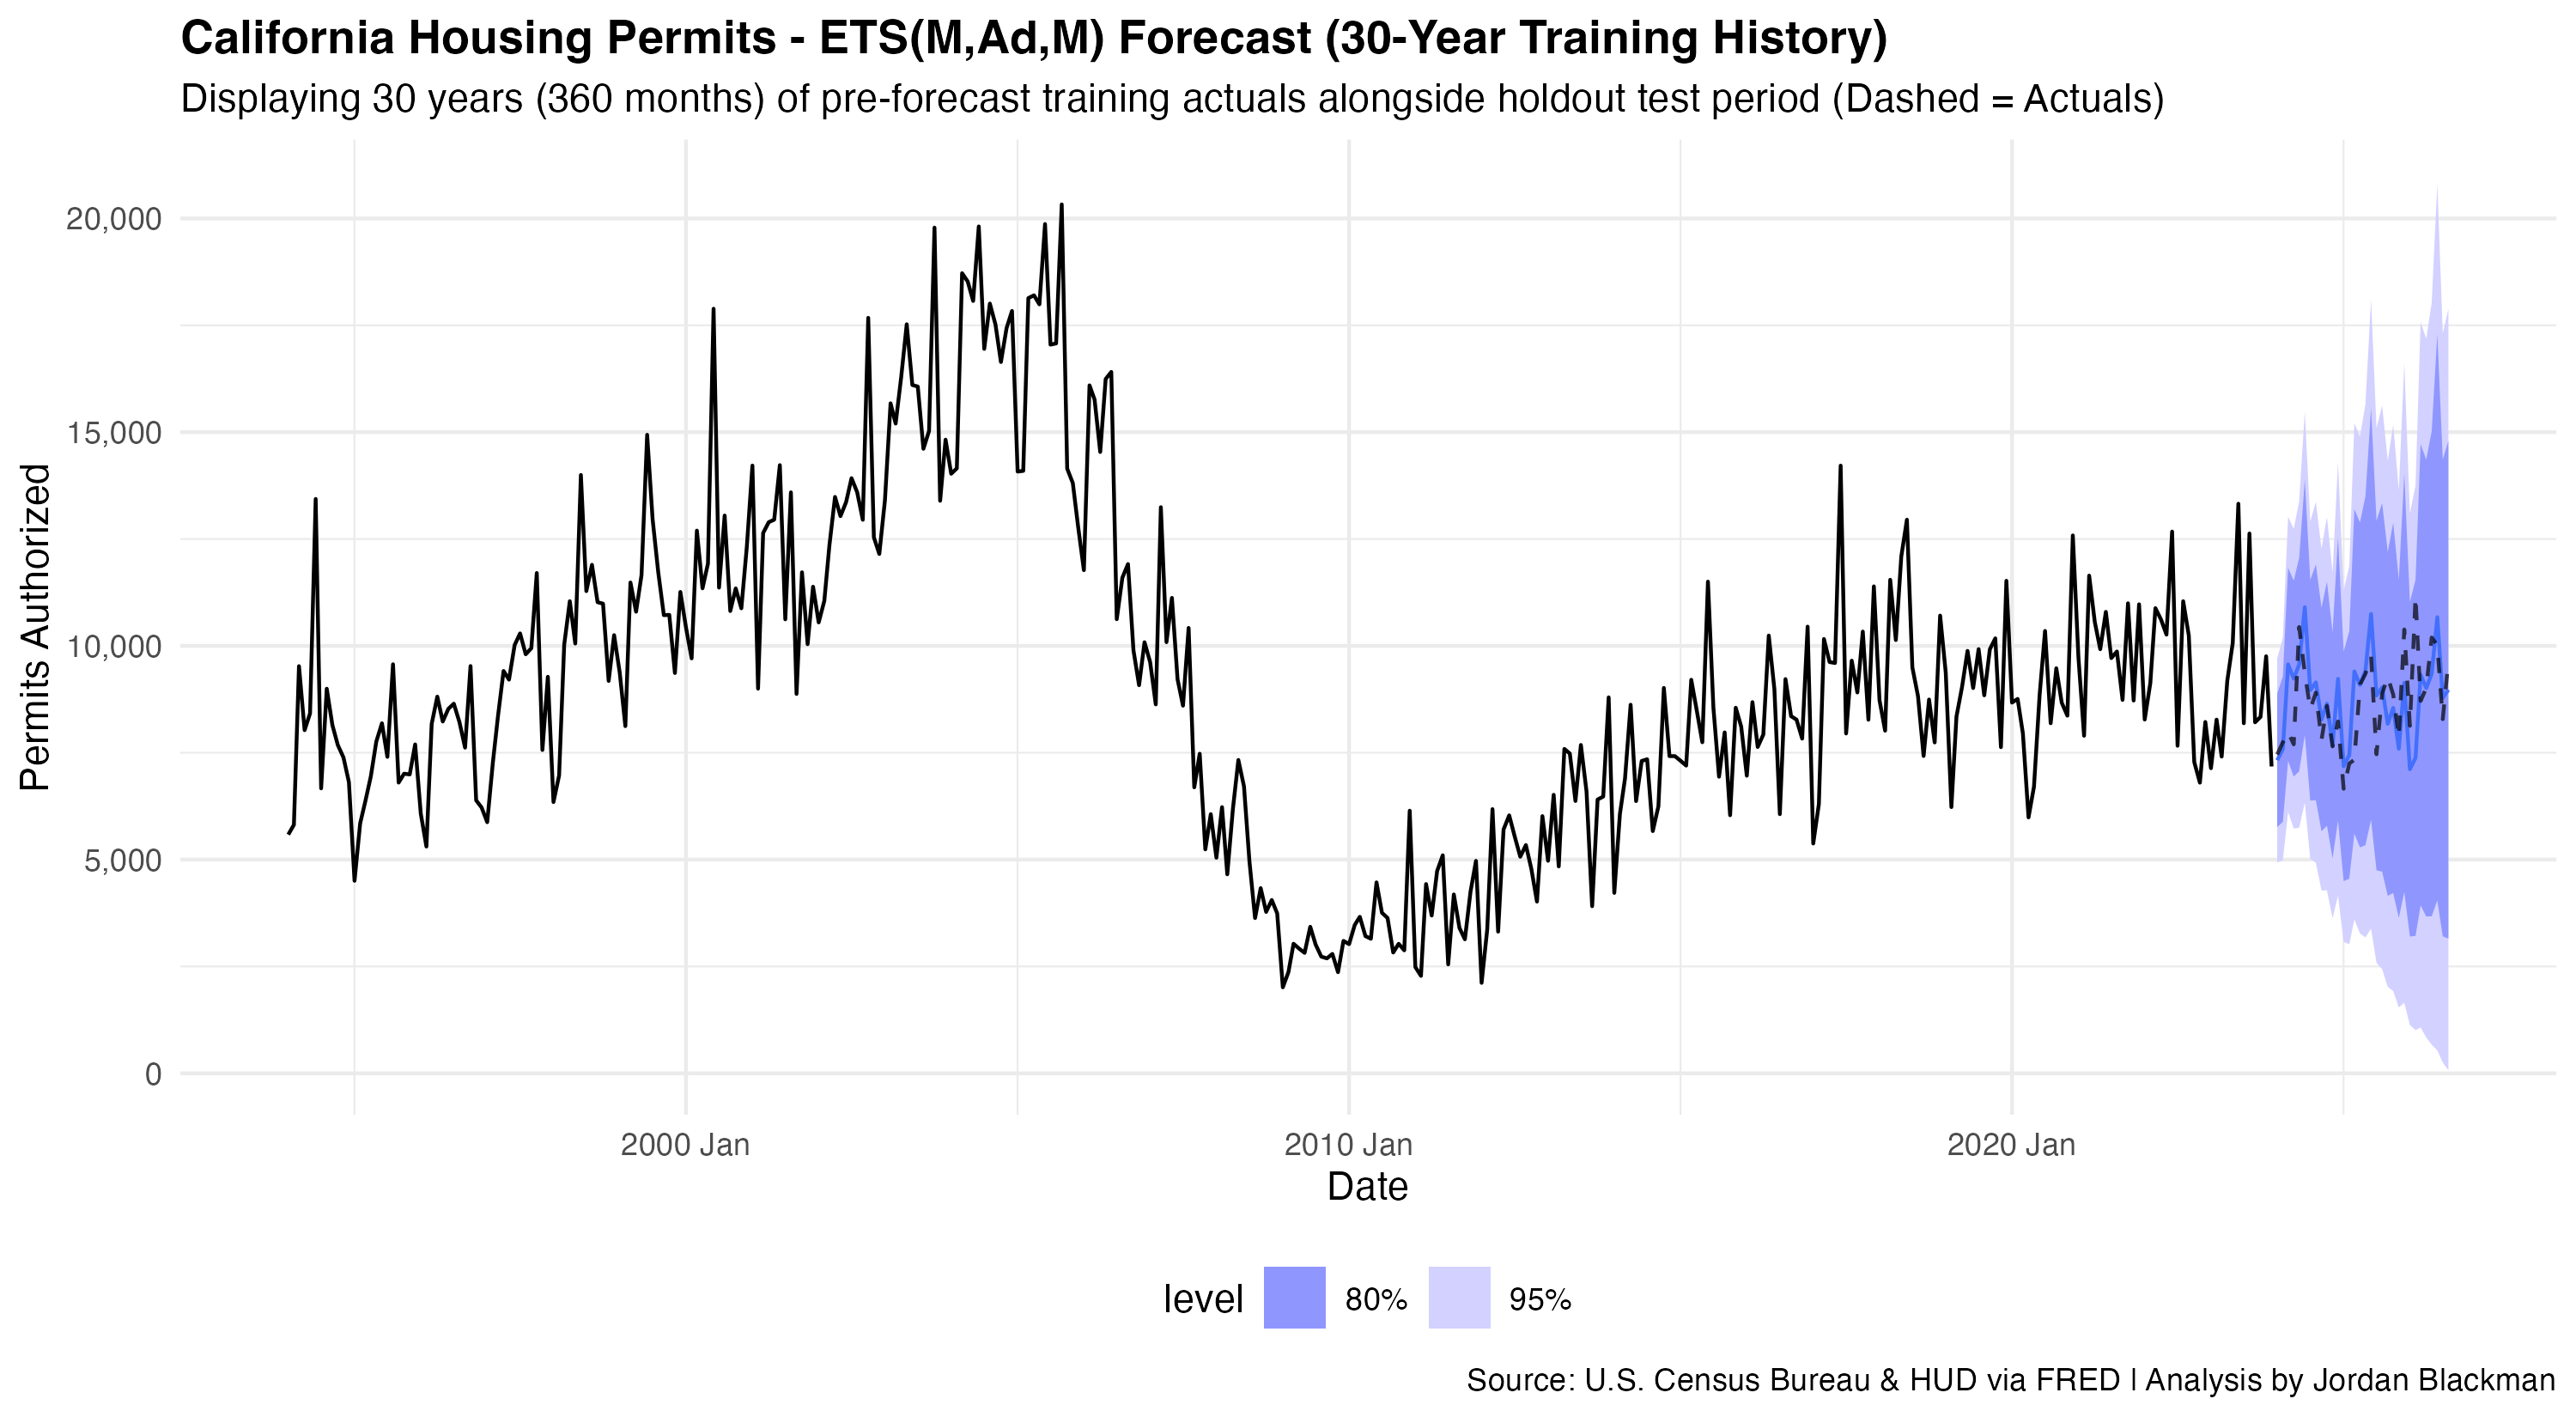 California Housing Permits - ETS(M,Ad,M) Forecast (30-Year Training History)
Displaying 30 years (360 months) of pre-forecast training actuals alongside holdout test period (Dashed = Actuals)
Permits Authorized
20,000
15,000
10,000
5,000
0
2000 Jan
2010 Jan
2020 Jan
Date
level
80%
95%
Source: U.S. Census Bureau & HUD via FRED | Analysis by Jordan Blackman